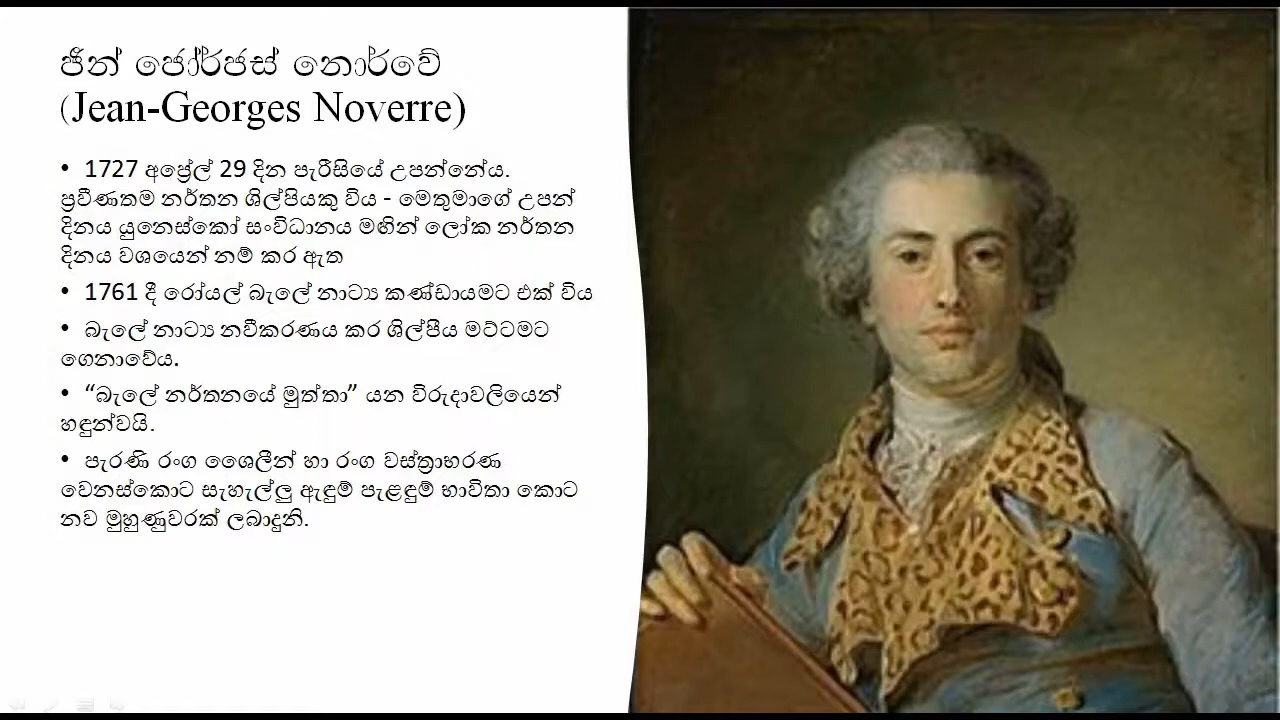 ජීන් ජෝර්ජස් නොර්වේ
(Jean-Georges Noverre)
• 1727 අප්‍රේල් 29 දින පැරීසියේ උපන්නේය.
ප්‍රවීණතම නර්තන ශිල්පියකු විය - මෙතුමාගේ උපන්
දිනය යුනෙස්කෝ සංවිධානය මඟින් ලෝක නර්තන
දිනය වශයෙන් නම් කර ඇත
• 1761 දී රෝයල් බැලේ නාට්‍ය කණ්ඩායමට එක් විය
• බැලේ නාට්‍ය නවීකරණය කර ශිල්පීය මට්ටමට
ගෙනාවේය.
• “බැලේ නර්තනයේ මුත්තා” යන විරුදාවලියෙන්
හඳුන්වයි.
• පැරණි රංග ශෛලීන් හා රංග වස්ත්‍රාභරණ
වෙනස්කොට සැහැල්ලු ඇඳුම් පැළඳුම් භාවිතා කොට
නව මුහුණුවරක් ලබාදුනි.